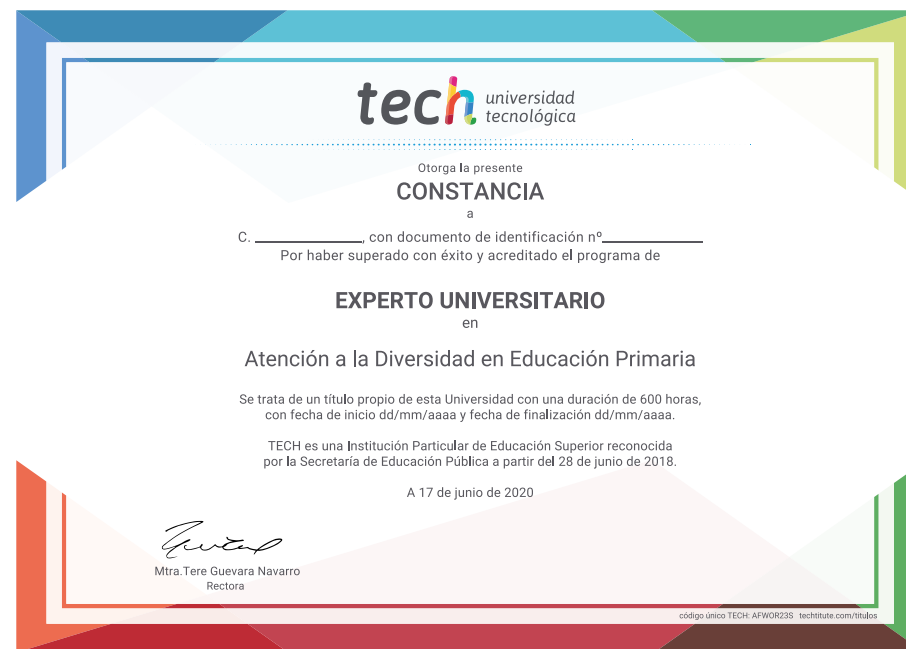 tech universidad
tecnológica
Otorga la presente
CONSTANCIA
a
C. ____________, con documento de identificación nº____________
Por haber superado con éxito y acreditado el programa de
EXPERTO UNIVERSITARIO
en
Atención a la Diversidad en Educación Primaria
Se trata de un título propio de esta Universidad con una duración de 600 horas,
con fecha de inicio dd/mm/aaaa y fecha de finalización dd/mm/aaaa.
TECH es una Institución Particular de Educación Superior reconocida
por la Secretaría de Educación Pública a partir del 28 de junio de 2018.
A 17 de junio de 2020
Mtra.Tere Guevara Navarro
Rectora
código único TECH: AFWOR23S techtitute.com/titulos